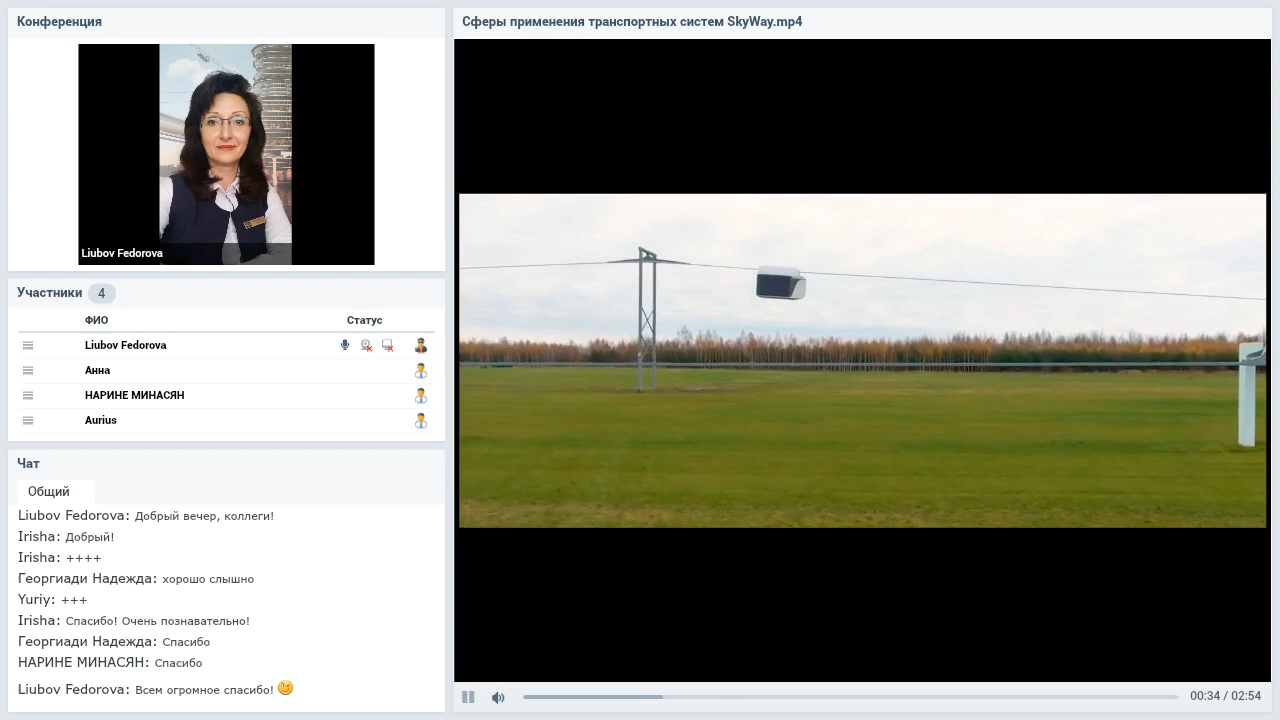 Конференция
Liubov Fedorova
Участники 4
ФИО Статус
Liubov Fedorova
Анна
НАРИНЕ МИНАСЯН
Aurius
Чат
Общий
Liubov Fedorova: Добрый вечер, коллеги!
Irisha: Добрый!
Irisha: ++++
Георгиади Надежда: хорошо слышно
Yuriy: +++
Irisha: Спасибо! Очень познавательно!
Георгиади Надежда: Спасибо
НАРИНЕ МИНАСЯН: Спасибо
Liubov Fedorova: Всем огромное спасибо!
Сферы применения транспортных систем SkyWay.mp4
00:34 / 02:54